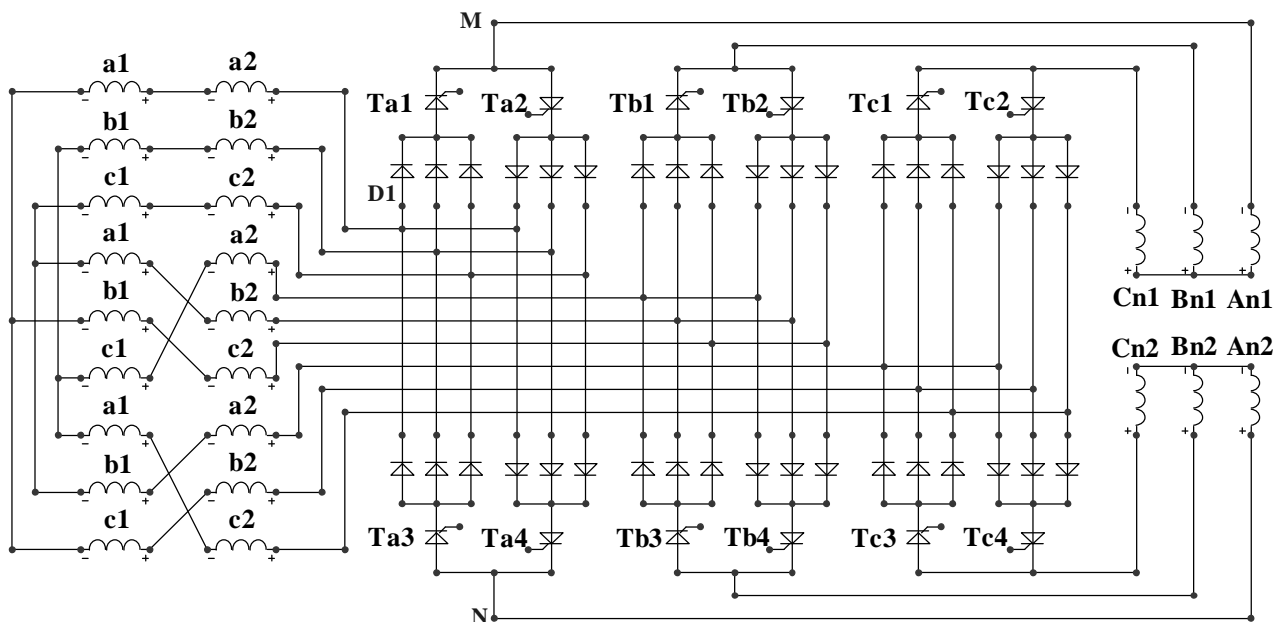 M
a1 a2
Ta1 Ta2 Tb1 Tb2 Tc1 Tc2
b1 b2
c1 c2
D1
a1 a2
b1 b2
Cn1 Bn1 An1
c1 c2
Cn2 Bn2 An2
a1 a2
b1 b2
c1 c2
Ta3 Ta4 Tb3 Tb4 Tc3 Tc4
N